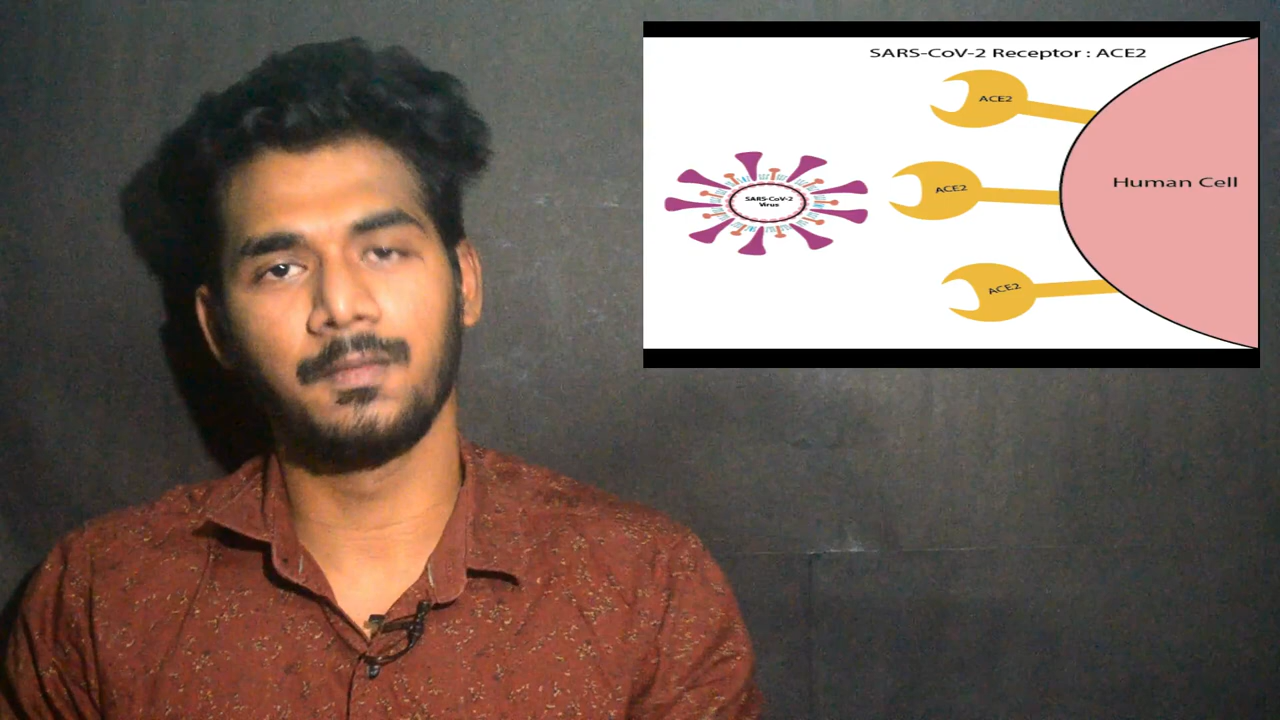 SARS-CoV-2 Receptor : ACE2
ACE2
SARS-CoV-2
Virus
ACE2
Human Cell
ACE2